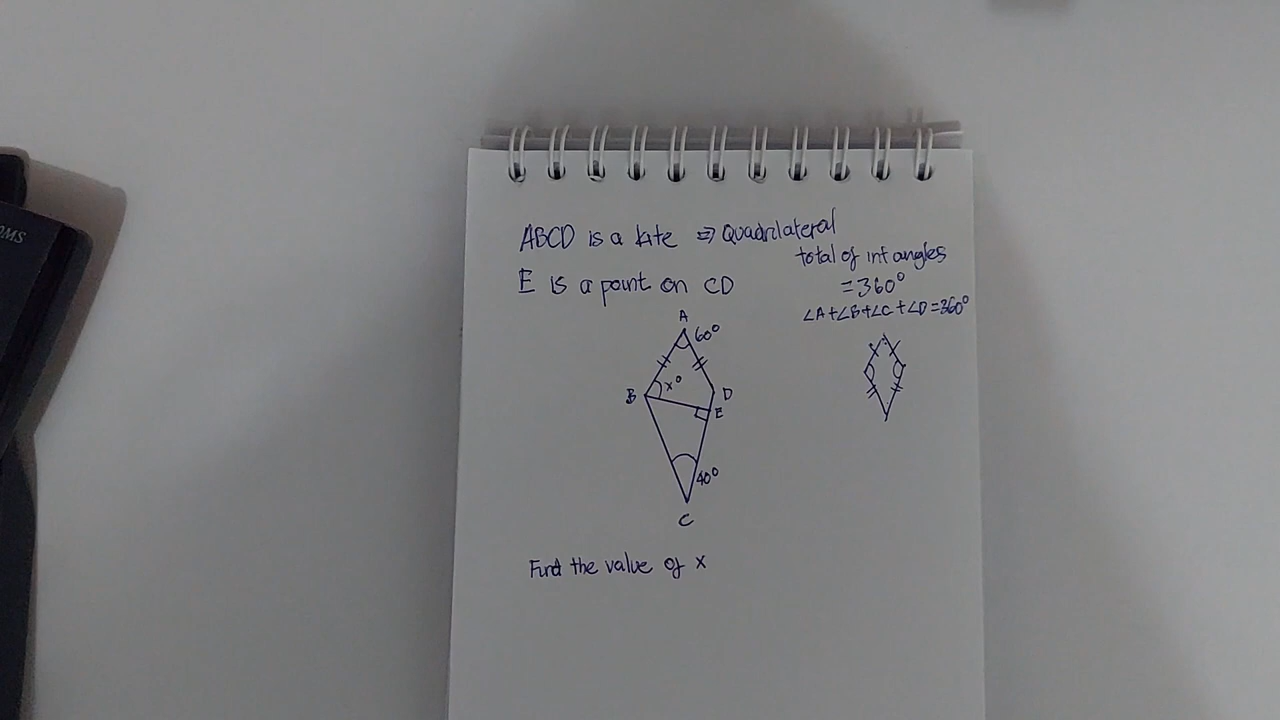 OMS
ABCD is a kite ⇒ Quadrilateral
total of int angles
= 360°
∠A+∠B+∠C+∠D=360°
E is a point on CD
A
60°
B
x°
D
E
40°
C
Find the value of x